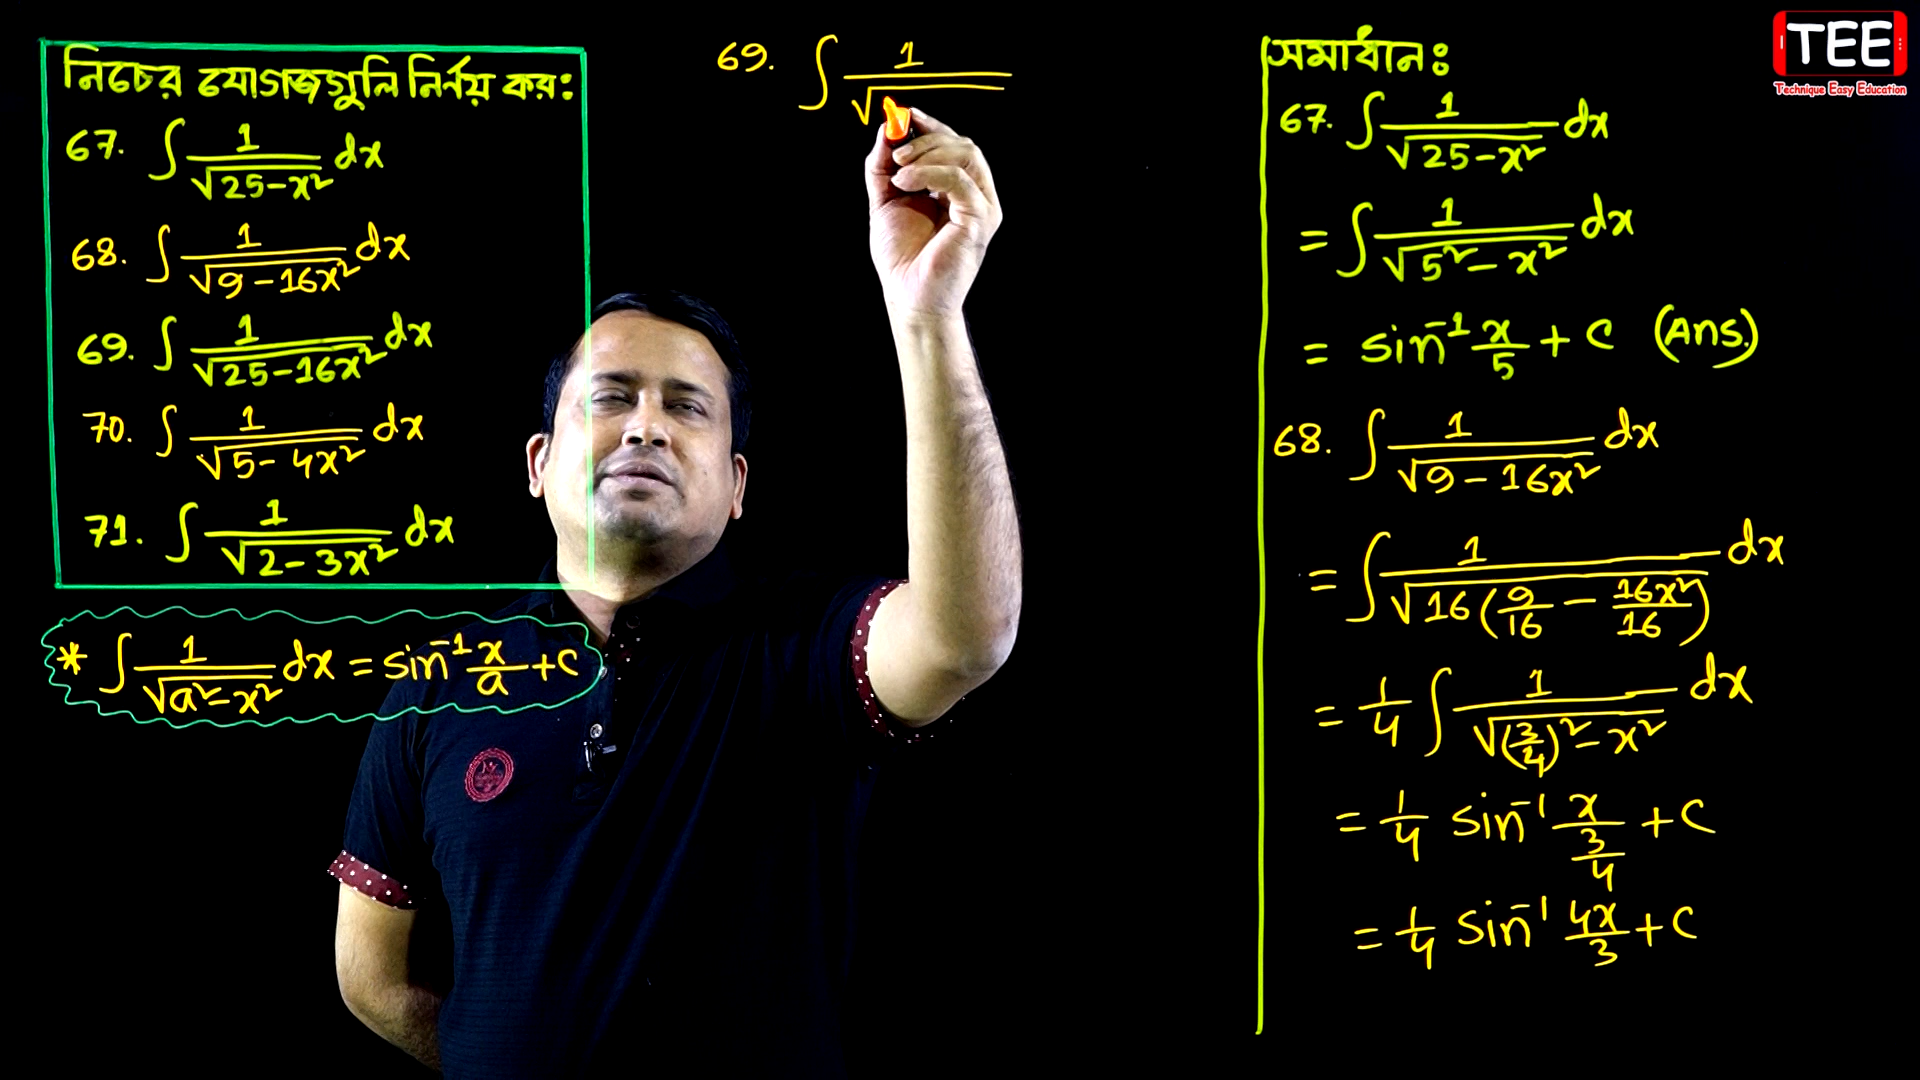 নিচের যোগজগুলি নির্ণয় কর:
67. ∫ 1/√(25-x²) dx
68. ∫ 1/√(9-16x²) dx
69. ∫ 1/√(25-16x²) dx
70. ∫ 1/√(5-4x²) dx
71. ∫ 1/√(2-3x²) dx
* ∫ 1/√(a²-x²) dx = sin⁻¹ x/a + c
69. ∫ 1/√
সমাধান:
67. ∫ 1/√(25-x²) dx
= ∫ 1/√(5²-x²) dx
= sin⁻¹ x/5 + c (Ans.)
68. ∫ 1/√(9-16x²) dx
= ∫ 1/√(16(9/16 - 16x²/16)) dx
= 1/4 ∫ 1/√((3/4)²-x²) dx
= 1/4 sin⁻¹ x/(3/4) + c
= 1/4 sin⁻¹ 4x/3 + c
TEE
Technique Easy Education